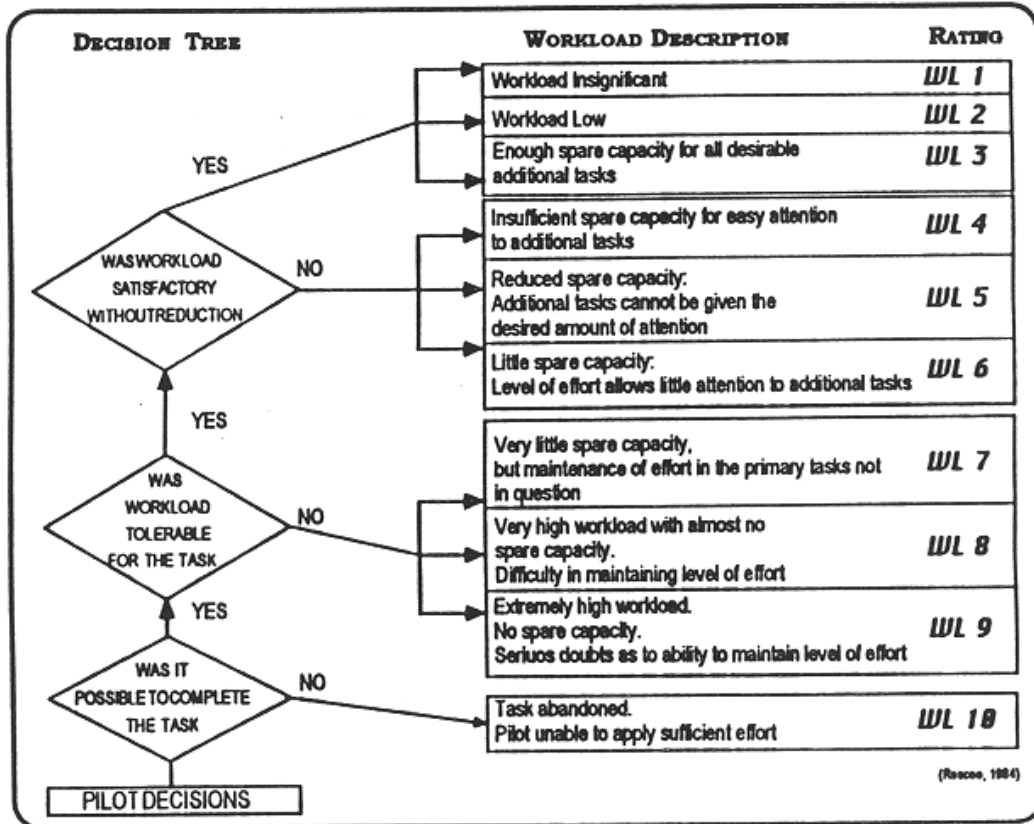 DECISION TREE
WORKLOAD DESCRIPTION
RATING
Workload Insignificant
WL 1
Workload Low
WL 2
Enough spare capacity for all desirable
additional tasks
WL 3
YES
WAS WORKLOAD
SATISFACTORY
WITHOUT REDUCTION
NO
Insufficient spare capacity for easy attention
to additional tasks
WL 4
Reduced spare capacity:
Additional tasks cannot be given the
desired amount of attention
WL 5
Little spare capacity:
Level of effort allows little attention to additional tasks
WL 6
YES
WAS
WORKLOAD
TOLERABLE
FOR THE TASK
NO
Very little spare capacity,
but maintenance of effort in the primary tasks not
in question
WL 7
Very high workload with almost no
spare capacity.
Difficulty in maintaining level of effort
WL 8
Extremely high workload.
No spare capacity.
Seriuos doubts as to ability to maintain level of effort
WL 9
YES
WAS IT
POSSIBLE TO COMPLETE
THE TASK
NO
Task abandoned.
Pilot unable to apply sufficient effort
WL 10
PILOT DECISIONS
(Roscoe, 1984)